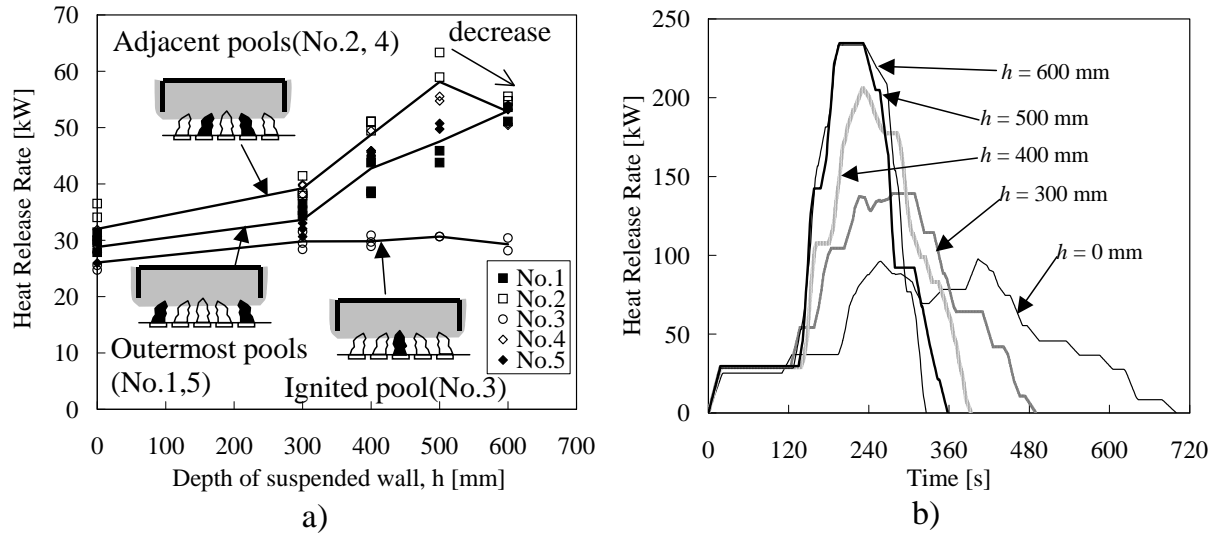 70
60
50
40
30
20
10
0
Heat Release Rate [kW]
Adjacent pools(No.2, 4)
decrease
Outermost pools
(No.1,5)
Ignited pool(No.3)
No.1
No.2
No.3
No.4
No.5
0 100 200 300 400 500 600 700
Depth of suspended wall, h [mm]
a)
250
200
150
100
50
0
Heat Release Rate [kW]
h = 600 mm
h = 500 mm
h = 400 mm
h = 300 mm
h = 0 mm
0 120 240 360 480 600 720
Time [s]
b)